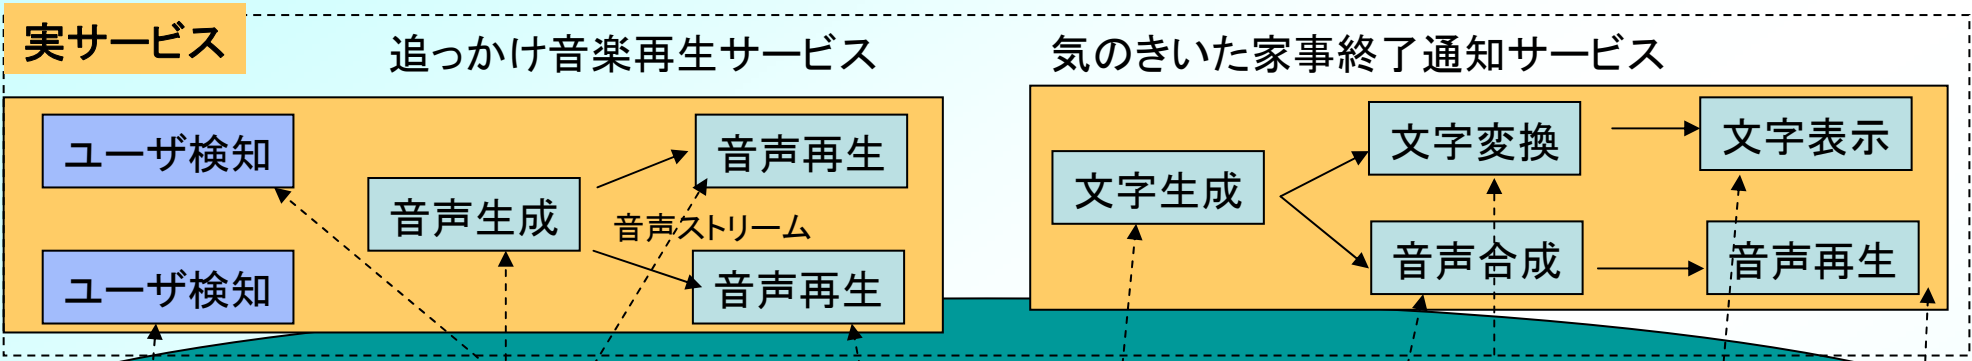 実サービス
追っかけ音楽再生サービス
ユーザ検知
音声再生
音声生成
音声ストリーム
ユーザ検知
音声再生
気のきいた家事終了通知サービス
文字生成
文字変換
文字表示
音声合成
音声再生